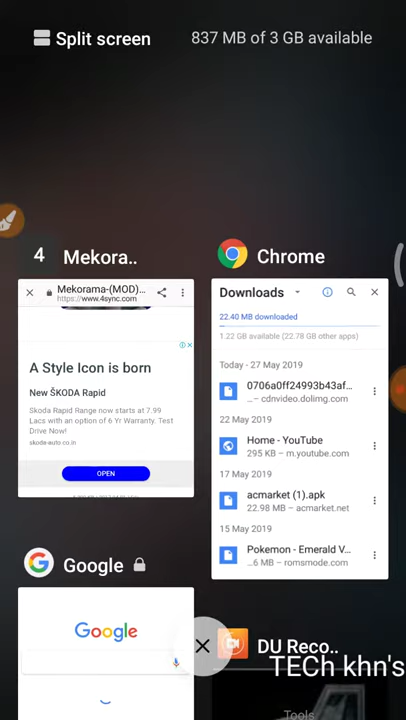 Split screen
837 MB of 3 GB available
4
Mekora..
Mekorama-(MOD)...
https://www.4sync.com
A Style Icon is born
New ŠKODA Rapid
Skoda Rapid Range now starts at 7.99
Lacs with an option of 6 Yr Warranty. Test
Drive Now!
skoda-auto.co.in
OPEN
Chrome
Downloads
22.40 MB downloaded
1.22 GB available (22.78 GB other apps)
Today - 27 May 2019
0706a0ff24993b43af...
... – cdnvideo.dolimg.com
22 May 2019
Home - YouTube
295 KB – m.youtube.com
17 May 2019
acmarket (1).apk
22.98 MB – acmarket.net
15 May 2019
Pokemon - Emerald V...
...6 MB – romsmode.com
Google
Google
DU Reco..
TECh khn's
Tools